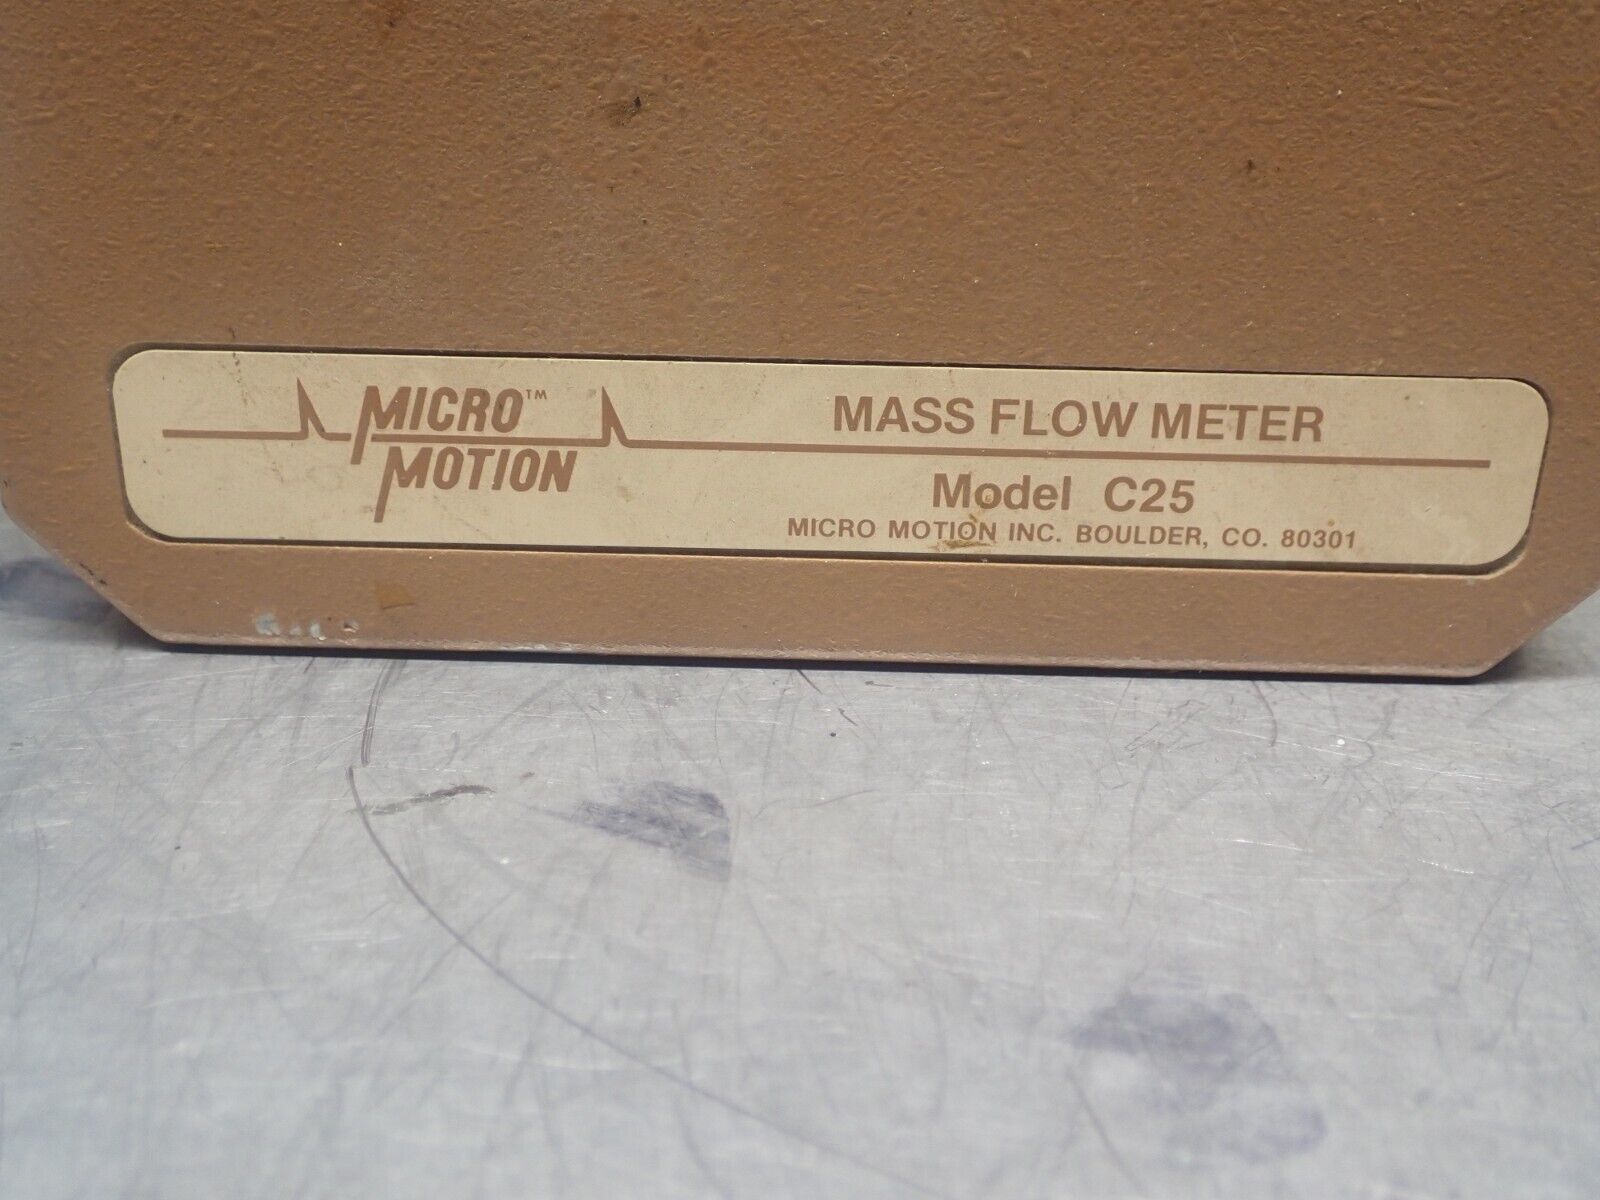 MICRO™
MOTION
MASS FLOW METER
Model C25
MICRO MOTION INC. BOULDER, CO. 80301